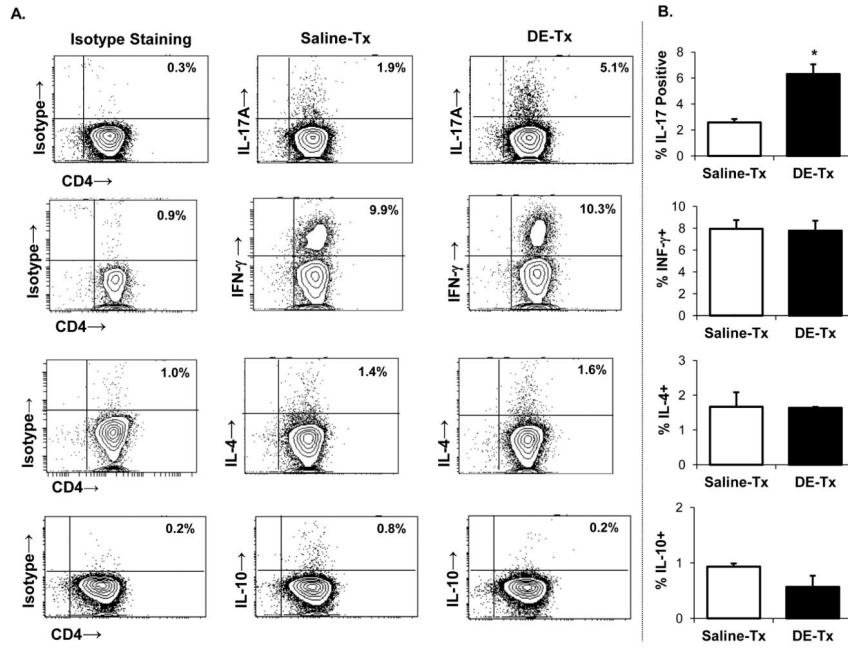 A.
B.
Isotype Staining
Saline-Tx
DE-Tx
Isotype→
0.3%
CD4→
IL-17A→
1.9%
IL-17A→
5.1%
Isotype→
0.9%
CD4→
IFN-γ→
9.9%
IFN-γ→
10.3%
Isotype→
1.0%
CD4→
IL-4→
1.4%
IL-4→
1.6%
Isotype→
0.2%
CD4→
IL-10→
0.8%
IL-10→
0.2%
% IL-17 Positive
8
6
4
2
0
*
Saline-Tx DE-Tx
% INF-γ+
10
8
6
4
2
0
Saline-Tx DE-Tx
% IL-4+
3
2
1
0
Saline-Tx DE-Tx
% IL-10+
2
1
0
Saline-Tx DE-Tx